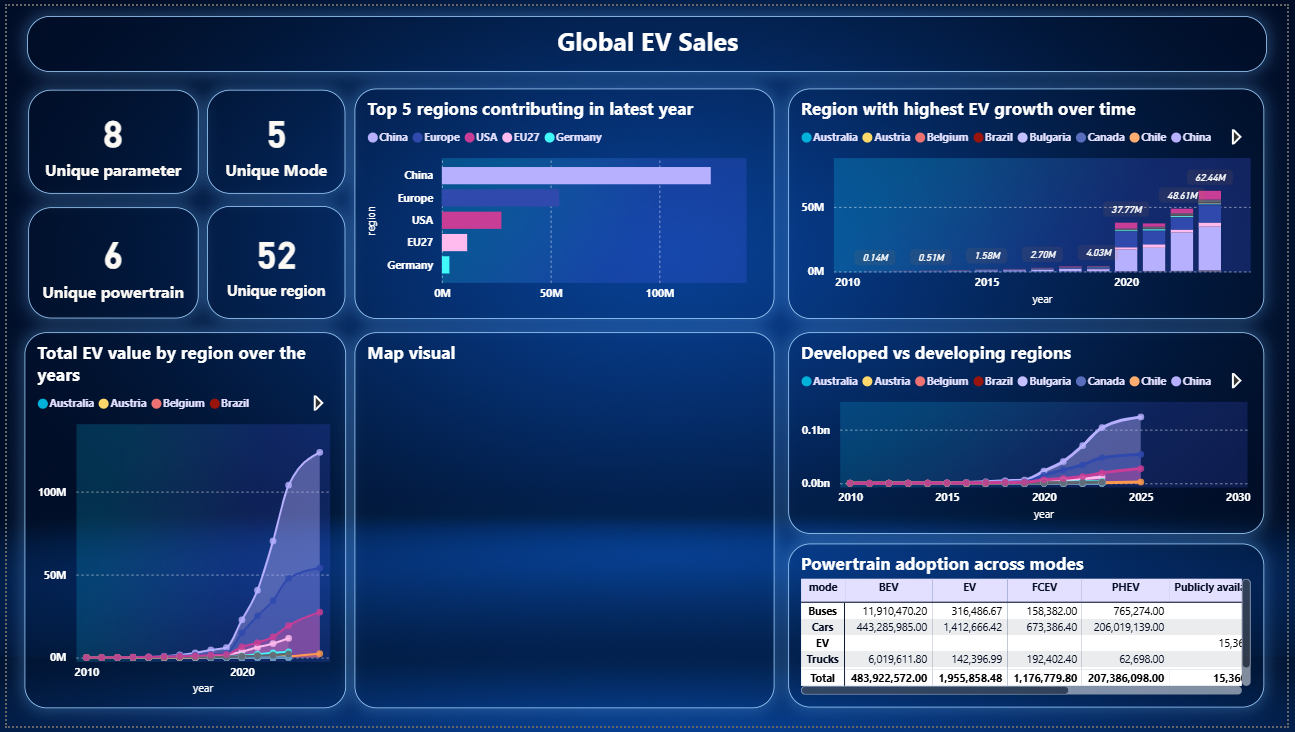 Global EV Sales
8
Unique parameter
5
Unique Mode
6
Unique powertrain
52
Unique region
Top 5 regions contributing in latest year
China Europe USA EU27 Germany
region
China
Europe
USA
EU27
Germany
0M 50M 100M
Region with highest EV growth over time
Australia Austria Belgium Brazil Bulgaria Canada Chile China
50M
0M
0.14M 0.51M 1.58M 2.70M 4.03M 37.77M 48.61M 62.44M
2010 2015 2020
year
Total EV value by region over the
years
Australia Austria Belgium Brazil
100M
50M
0M
2010 2020
year
Map visual
Developed vs developing regions
Australia Austria Belgium Brazil Bulgaria Canada Chile China
0.1bn
0.0bn
2010 2015 2020 2025 2030
year
Powertrain adoption across modes
mode BEV EV FCEV PHEV Publicly availa
Buses 11,910,470.20 316,486.67 158,382.00 765,274.00
Cars 443,285,985.00 1,412,666.42 673,386.40 206,019,139.00
EV 15,36
Trucks 6,019,611.80 142,396.99 192,402.40 62,698.00
Total 483,922,572.00 1,955,858.48 1,176,779.80 207,386,098.00 15,36